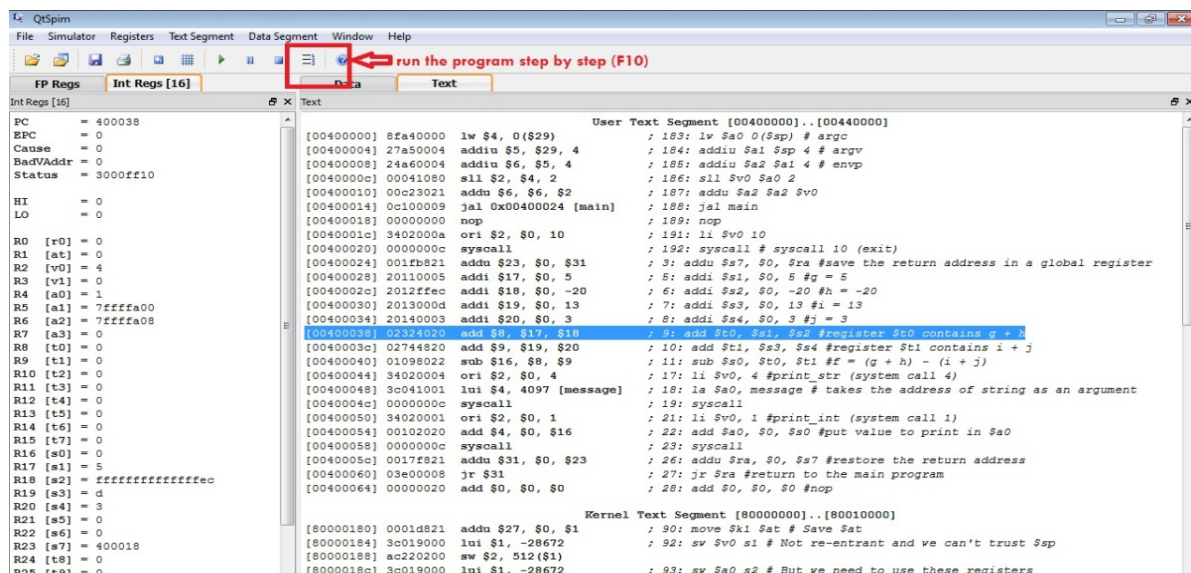 QtSpim
File Simulator Registers Text Segment Data Segment Window Help
run the program step by step (F10)
FP Regs Int Regs [16] Data Text
Int Regs [16]
PC = 400038
EPC = 0
Cause = 0
BadVAddr = 0
Status = 3000ff10
HI = 0
LO = 0
R0 [r0] = 0
R1 [at] = 0
R2 [v0] = 4
R3 [v1] = 0
R4 [a0] = 1
R5 [a1] = 7ffffa00
R6 [a2] = 7ffffa08
R7 [a3] = 0
R8 [t0] = 0
R9 [t1] = 0
R10 [t2] = 0
R11 [t3] = 0
R12 [t4] = 0
R13 [t5] = 0
R14 [t6] = 0
R15 [t7] = 0
R16 [s0] = 0
R17 [s1] = 5
R18 [s2] = ffffffffffffffec
R19 [s3] = d
R20 [s4] = 3
R21 [s5] = 0
R22 [s6] = 0
R23 [s7] = 400018
R24 [t8] = 0
R25 [t9] = 0
Text
User Text Segment [00400000]..[00440000]
[00400000] 8fa40000 lw $4, 0($29) ; 183: lw $a0 0($sp) # argc
[00400004] 27a50004 addiu $5, $29, 4 ; 184: addiu $a1 $sp 4 # argv
[00400008] 24a60004 addiu $6, $5, 4 ; 185: addiu $a2 $a1 4 # envp
[0040000c] 00041080 sll $2, $4, 2 ; 186: sll $v0 $a0 2
[00400010] 00c23021 addu $6, $6, $2 ; 187: addu $a2 $a2 $v0
[00400014] 0c100009 jal 0x00400024 [main] ; 188: jal main
[00400018] 00000000 nop ; 189: nop
[0040001c] 3402000a ori $2, $0, 10 ; 191: li $v0 10
[00400020] 0000000c syscall ; 192: syscall # syscall 10 (exit)
[00400024] 001fb821 addu $23, $0, $31 ; 3: addu $s7, $0, $ra #save the return address in a global register
[00400028] 20110005 addi $17, $0, 5 ; 5: addi $s1, $0, 5 #g = 5
[0040002c] 2012ffec addi $18, $0, -20 ; 6: addi $s2, $0, -20 #h = -20
[00400030] 2013000d addi $19, $0, 13 ; 7: addi $s3, $0, 13 #i = 13
[00400034] 20140003 addi $20, $0, 3 ; 8: addi $s4, $0, 3 #j = 3
[00400038] 02324020 add $8, $17, $18 ; 9: add $t0, $s1, $s2 #register $t0 contains g + h
[0040003c] 02744820 add $9, $19, $20 ; 10: add $t1, $s3, $s4 #register $t1 contains i + j
[00400040] 01098022 sub $16, $8, $9 ; 11: sub $s0, $t0, $t1 #f = (g + h) - (i + j)
[00400044] 34020004 ori $2, $0, 4 ; 17: li $v0, 4 #print_str (system call 4)
[00400048] 3c041001 lui $4, 4097 [message] ; 18: la $a0, message # takes the address of string as an argument
[0040004c] 0000000c syscall ; 19: syscall
[00400050] 34020001 ori $2, $0, 1 ; 21: li $v0, 1 #print_int (system call 1)
[00400054] 00102020 add $4, $0, $16 ; 22: add $a0, $0, $s0 #put value to print in $a0
[00400058] 0000000c syscall ; 23: syscall
[0040005c] 0017f821 addu $31, $0, $23 ; 26: addu $ra, $0, $s7 #restore the return address
[00400060] 03e00008 jr $31 ; 27: jr $ra #return to the main program
[00400064] 00000020 add $0, $0, $0 ; 28: add $0, $0, $0 #nop
Kernel Text Segment [80000000]..[80010000]
[80000180] 0001d821 addu $27, $0, $1 ; 90: move $k1 $at # Save $at
[80000184] 3c019000 lui $1, -28672 ; 92: sw $v0 s1 # Not re-entrant and we can't trust $sp
[80000188] ac220200 sw $2, 512($1)
[8000018c] 3c019000 lui $1, -28672 ; 93: sw $a0 s2 # But we need to use these registers